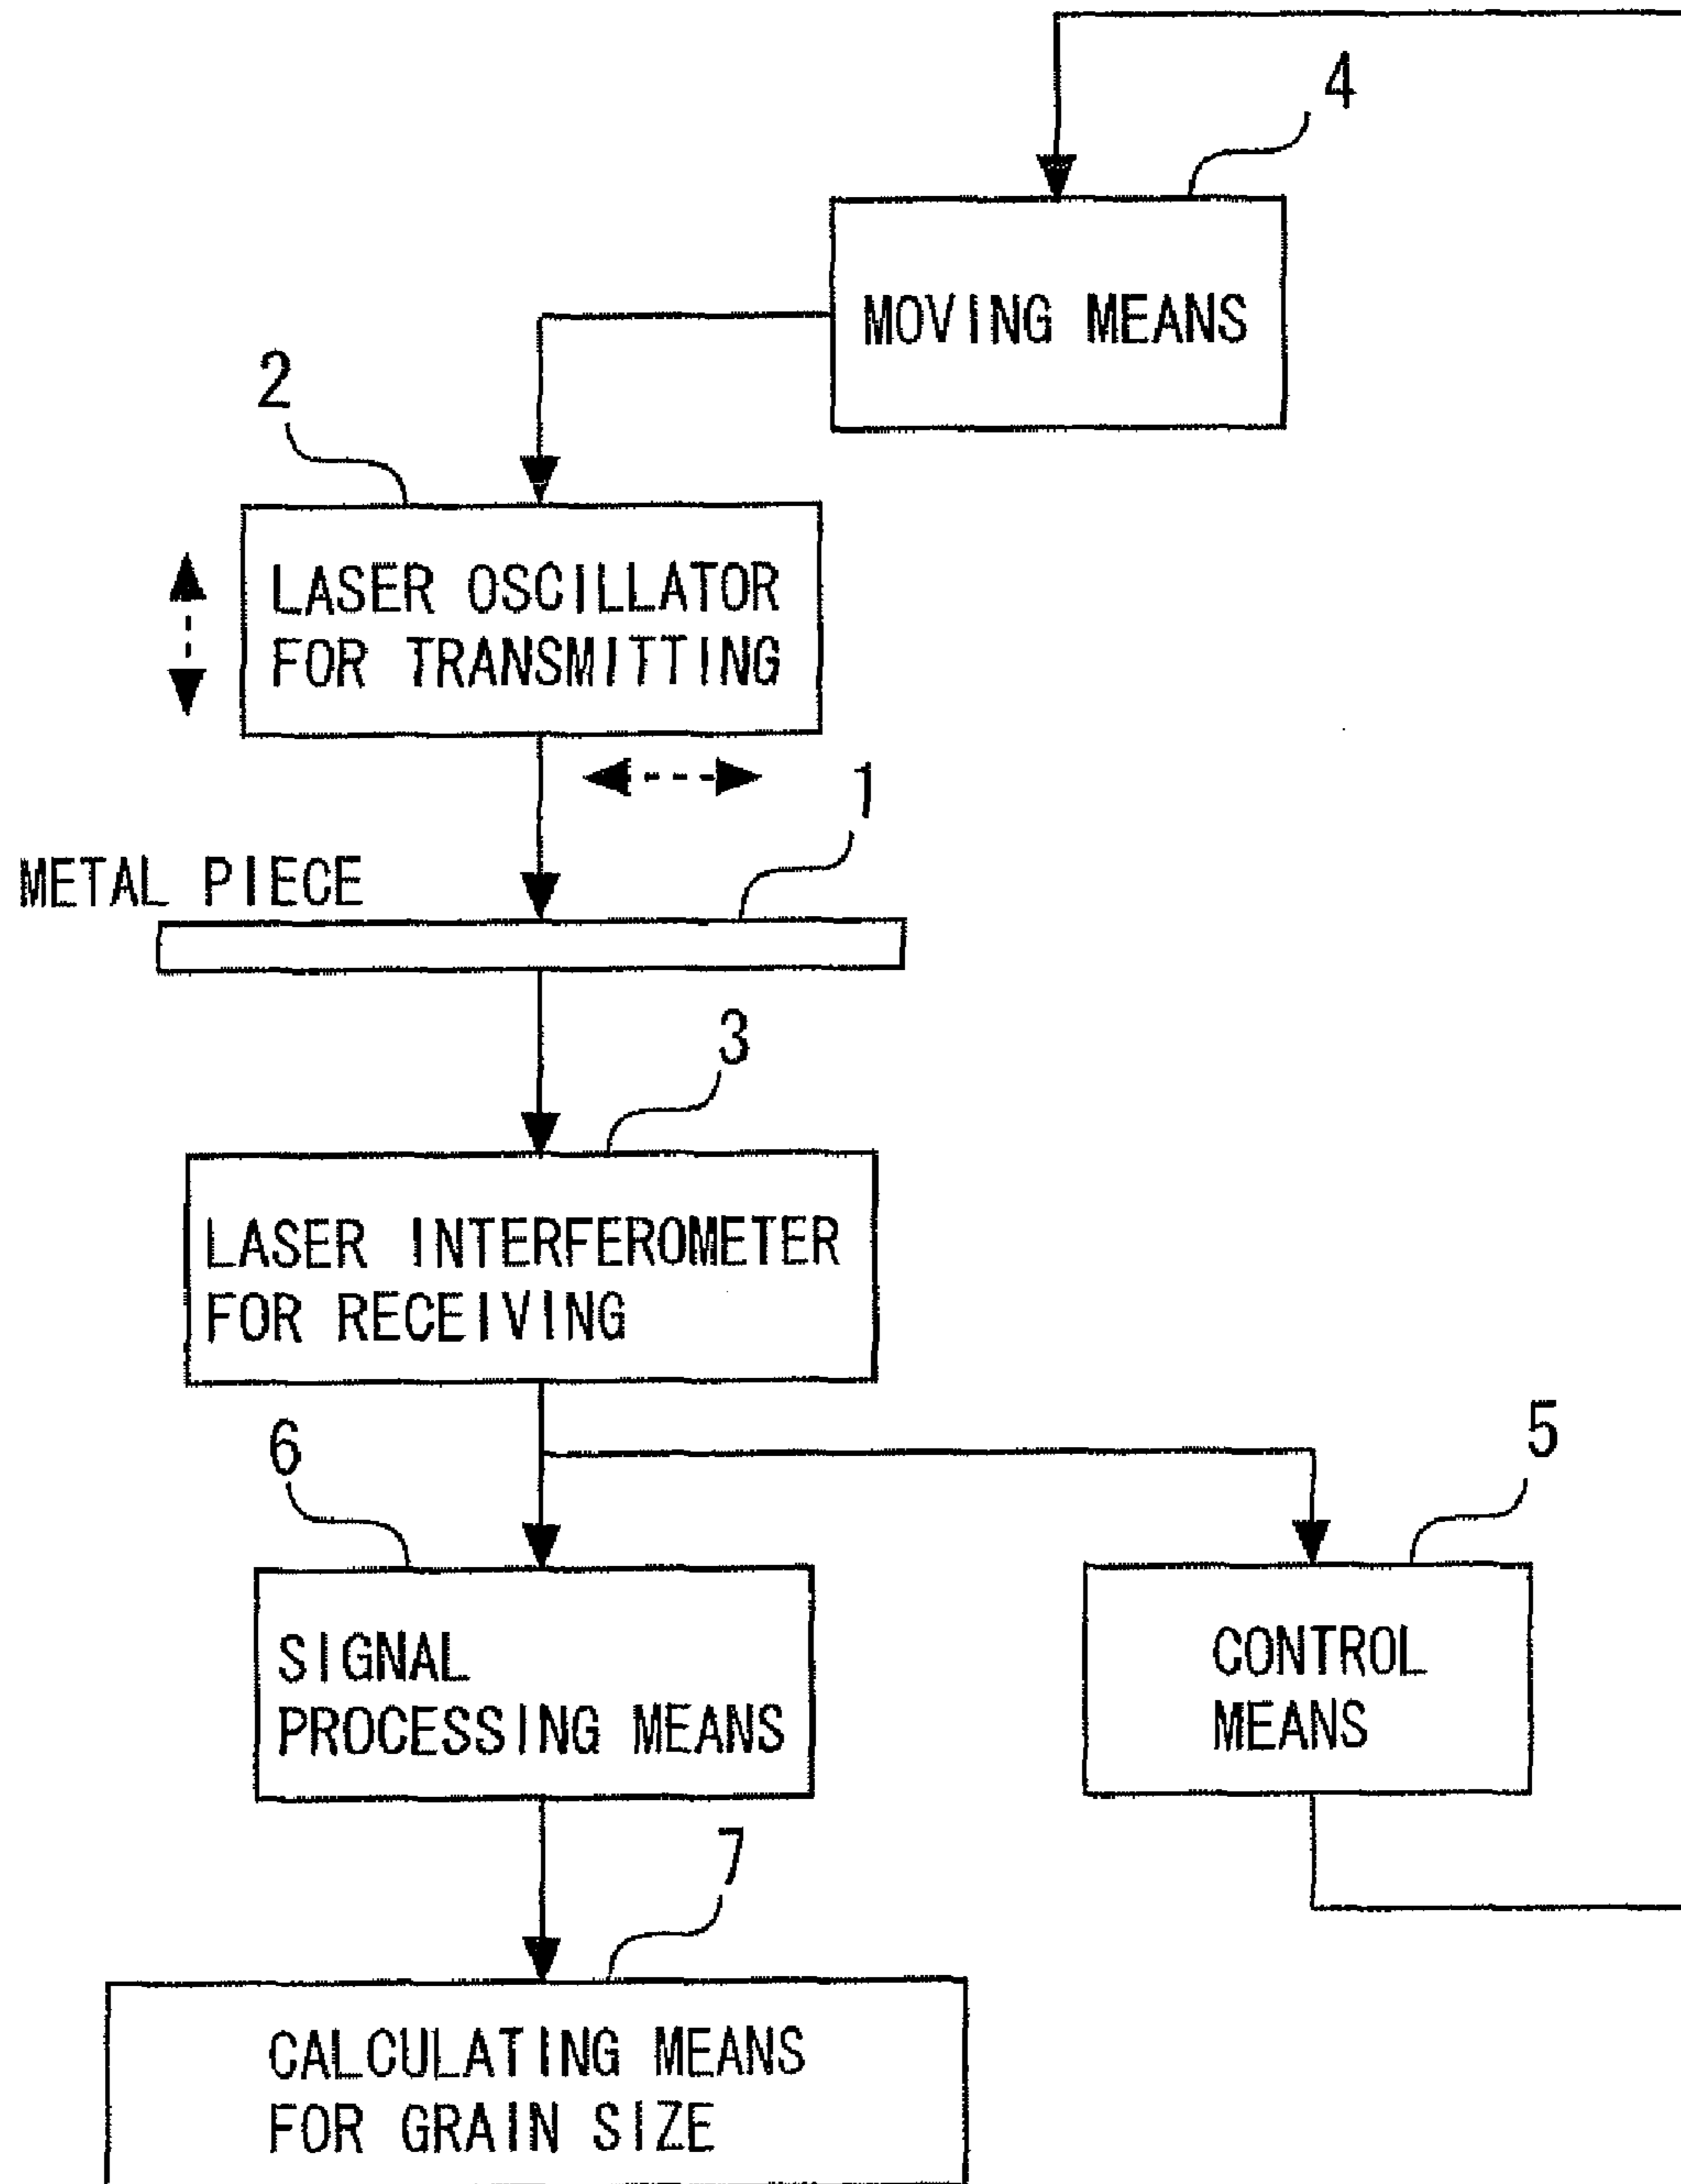 4
MOVING MEANS
2
LASER OSCILLATOR
FOR TRANSMITTING
1
METAL PIECE
3
LASER INTERFEROMETER
FOR RECEIVING
6
5
SIGNAL
PROCESSING MEANS
CONTROL
MEANS
7
CALCULATING MEANS
FOR GRAIN SIZE